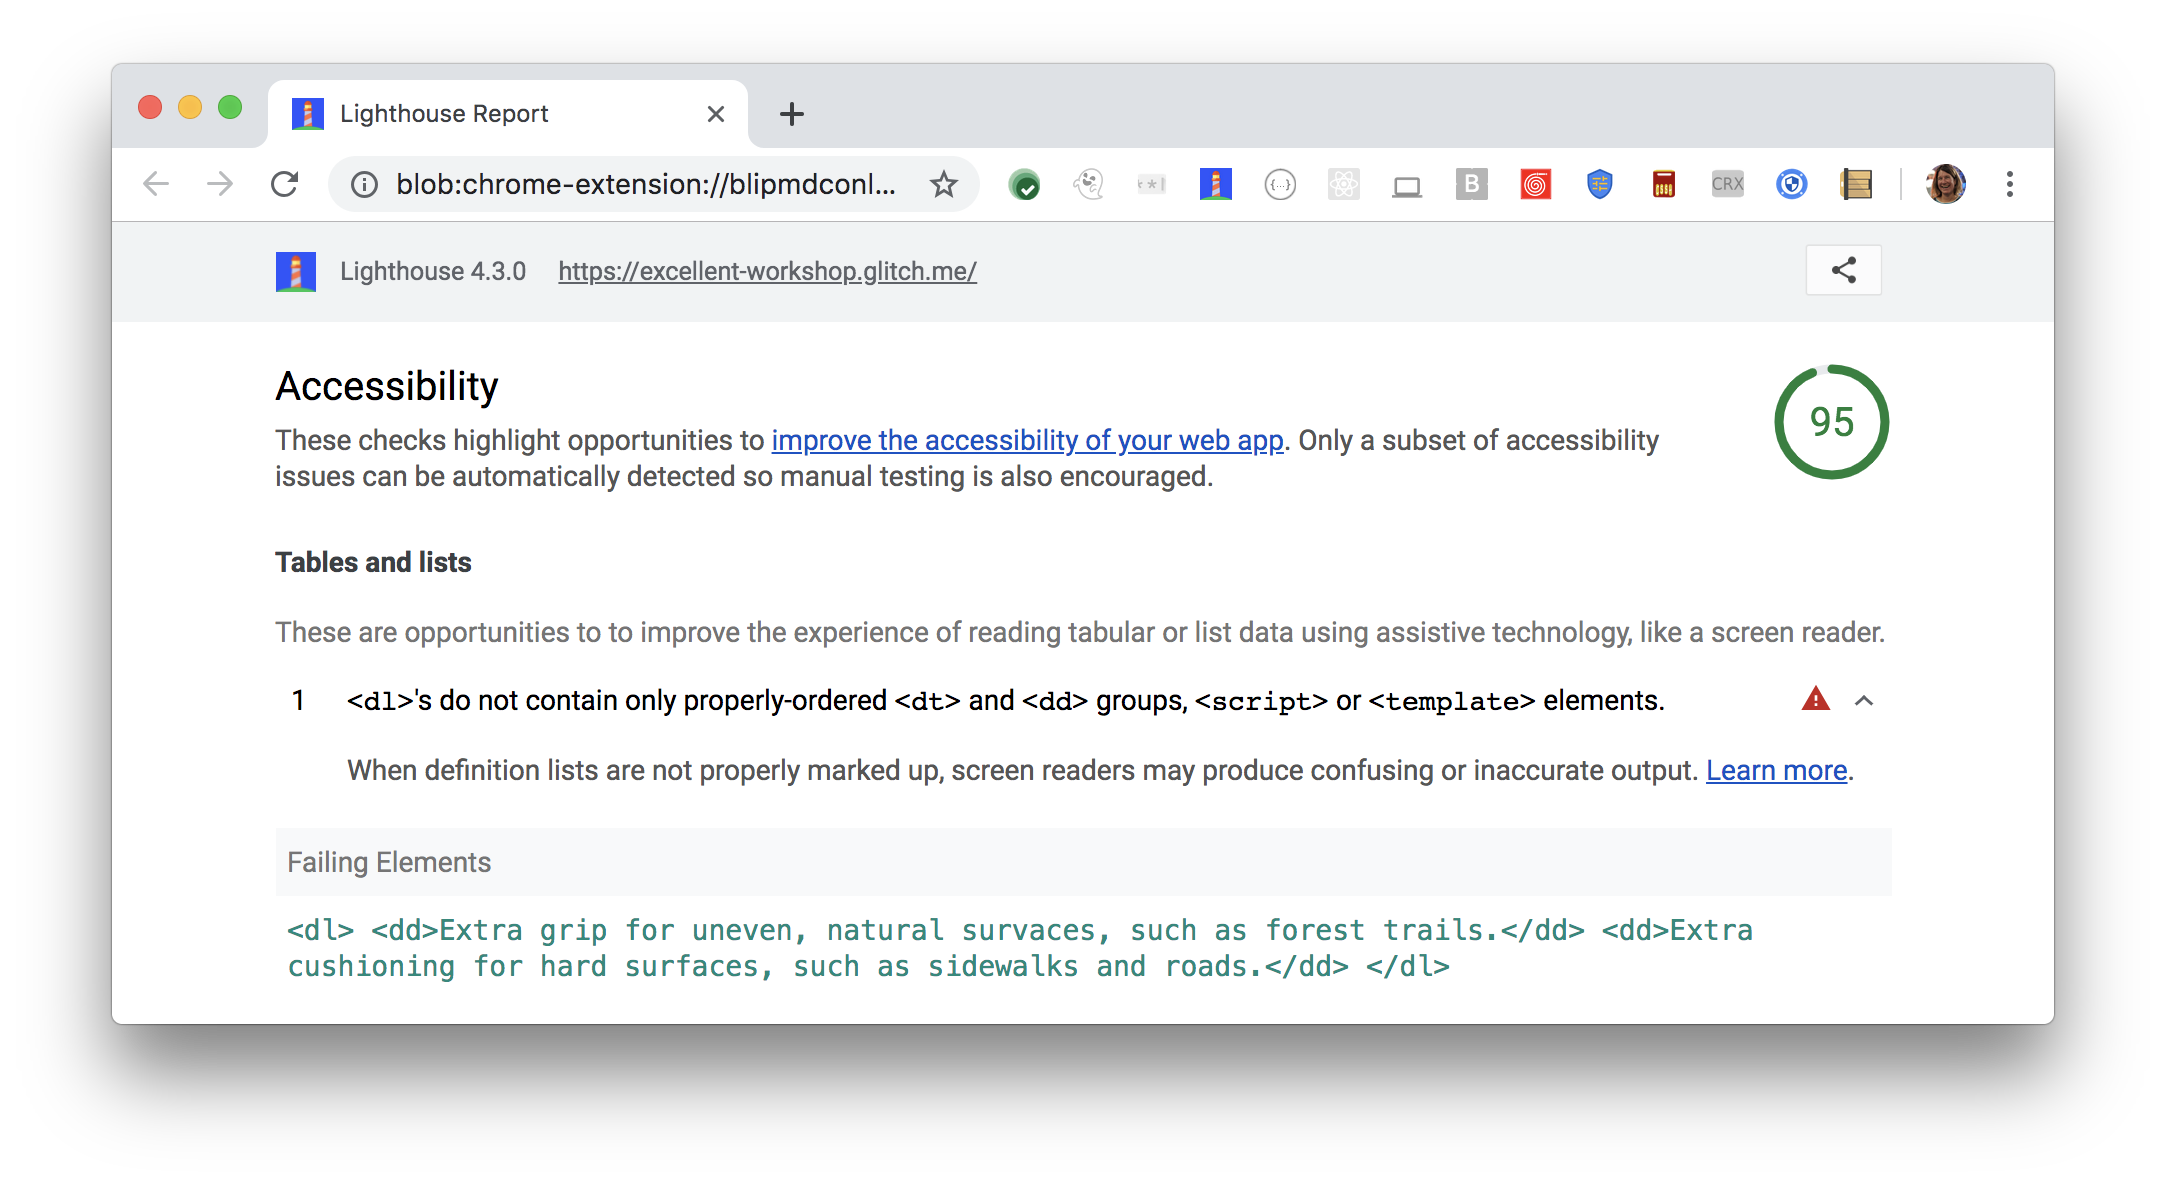 Lighthouse Report
blob:chrome-extension://blipmdconl...
{...}
* *
B
CRX
Lighthouse 4.3.0 https://excellent-workshop.glitch.me/
Accessibility
95
These checks highlight opportunities to improve the accessibility of your web app. Only a subset of accessibility
issues can be automatically detected so manual testing is also encouraged.
Tables and lists
These are opportunities to to improve the experience of reading tabular or list data using assistive technology, like a screen reader.
1 <dl>'s do not contain only properly-ordered <dt> and <dd> groups, <script> or <template> elements.
When definition lists are not properly marked up, screen readers may produce confusing or inaccurate output. Learn more.
Failing Elements
<dl> <dd>Extra grip for uneven, natural survaces, such as forest trails.</dd> <dd>Extra
cushioning for hard surfaces, such as sidewalks and roads.</dd> </dl>